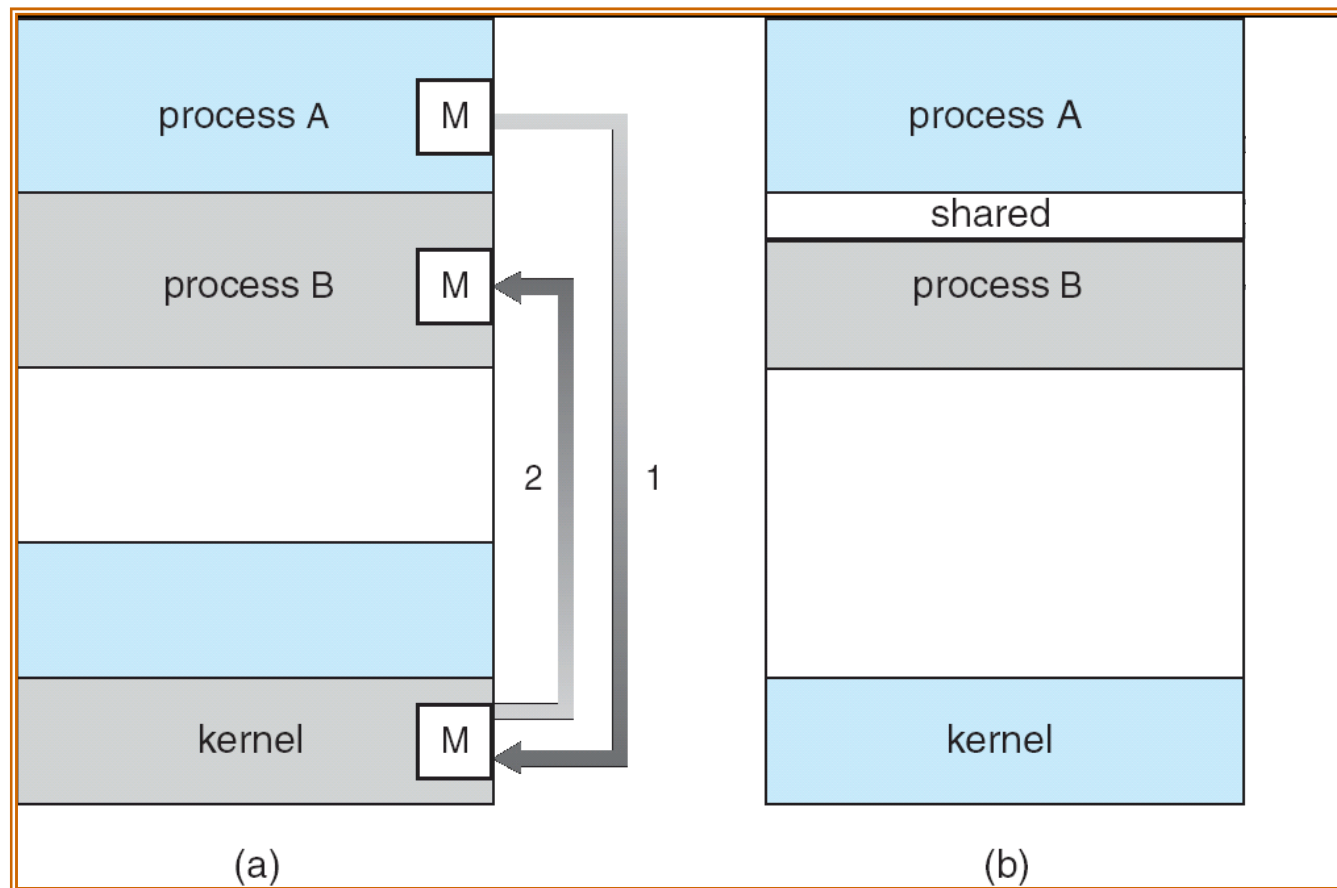 process A
M
process B
M
2
1
kernel
M
(a)
process A
shared
process B
kernel
(b)